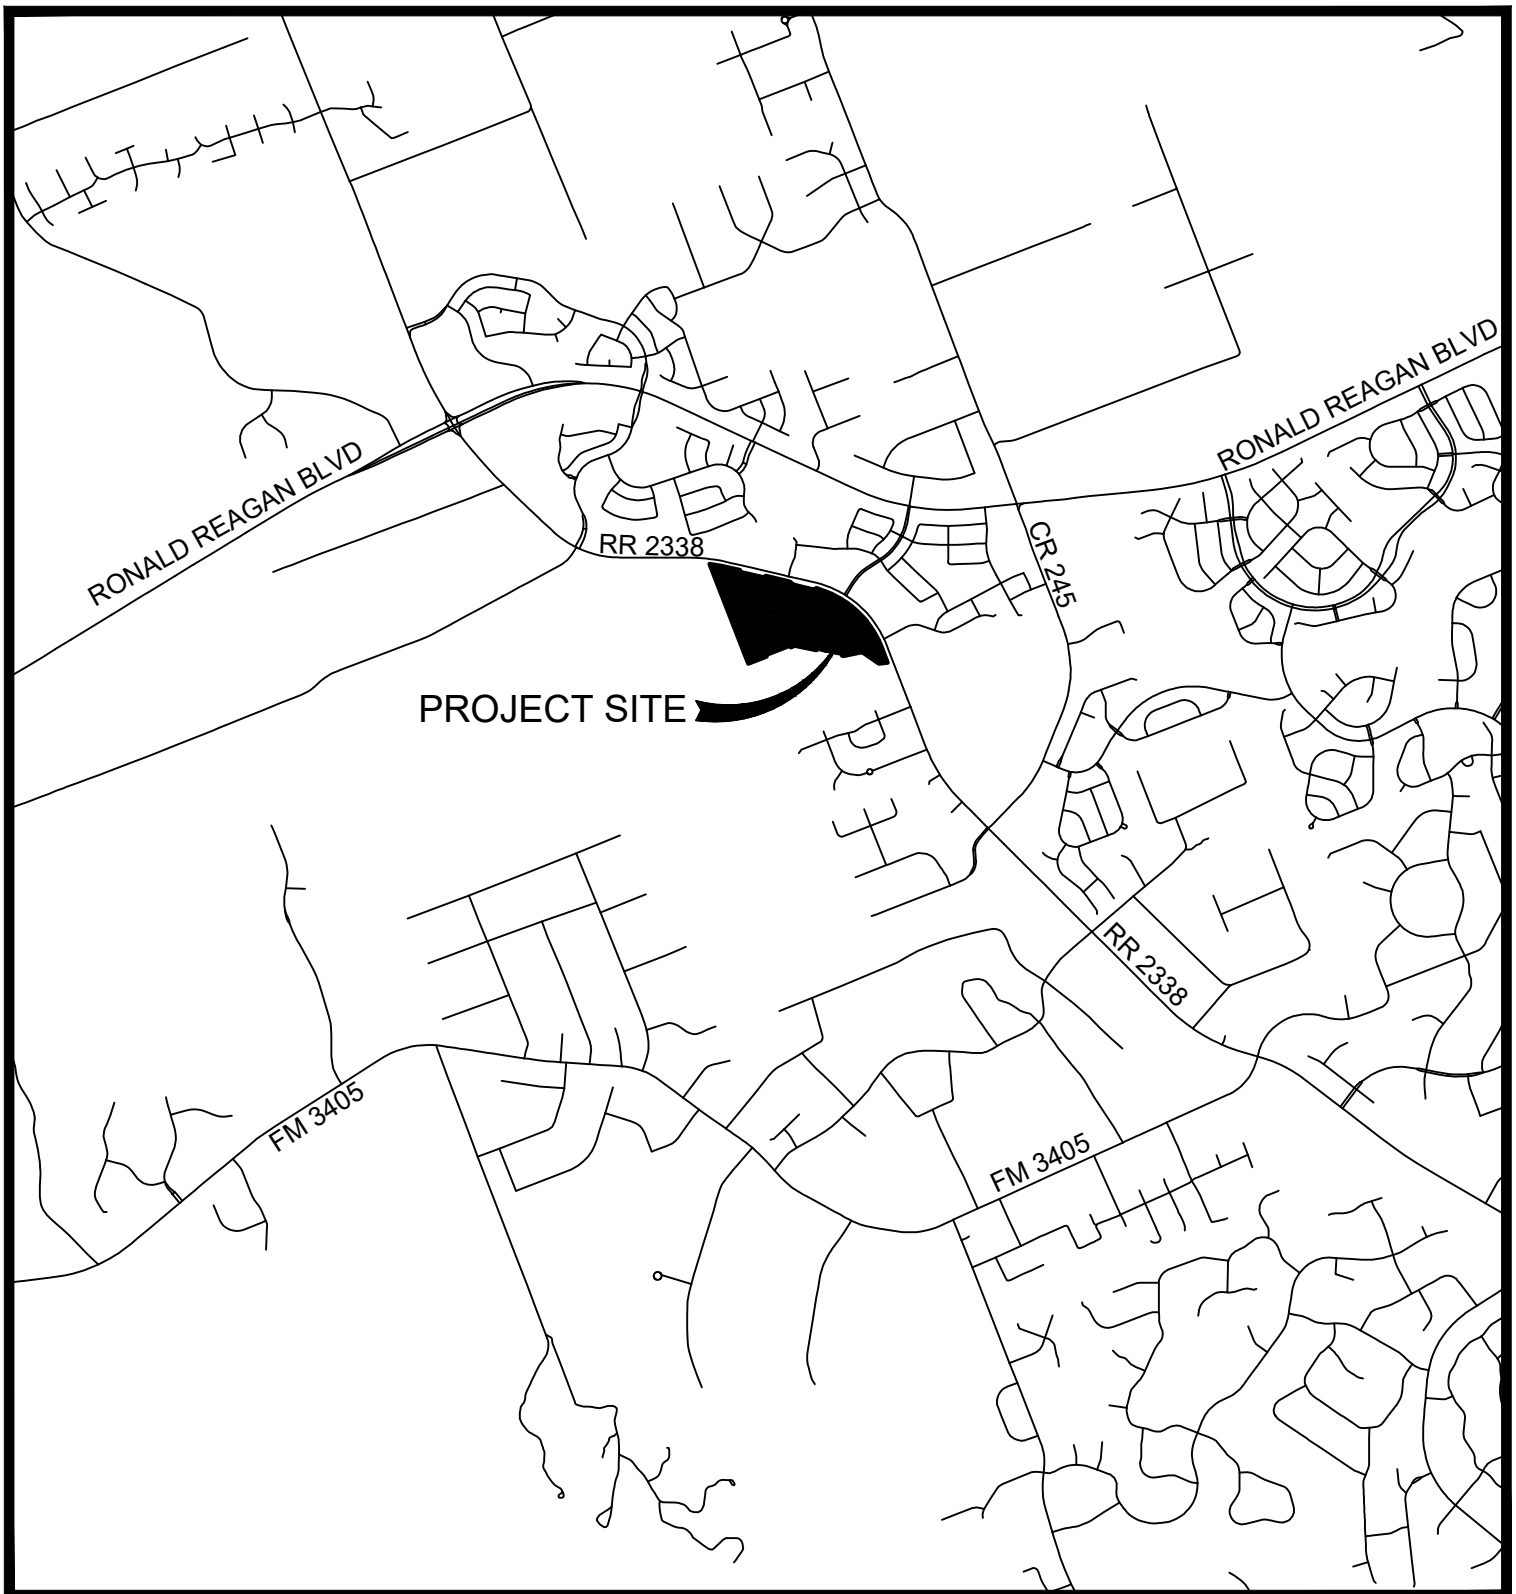 RONALD REAGAN BLVD
RONALD REAGAN BLVD
RR 2338
CR 245
PROJECT SITE
RR 2338
FM 3405
FM 3405